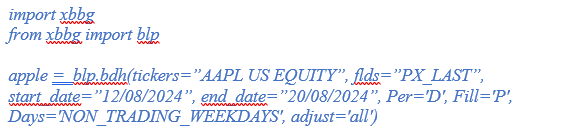 import xbbg
from xbbg import blp
apple = blp.bdh(tickers=”AAPL US EQUITY”, flds=”PX_LAST”,
start_date=”12/08/2024”, end_date=”20/08/2024”, Per='D', Fill='P',
Days='NON_TRADING_WEEKDAYS', adjust='all')